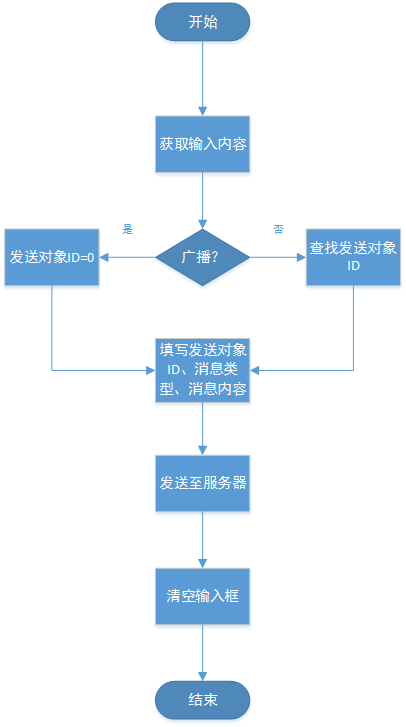 开始
获取输入内容
是
否
发送对象ID=0
广播?
查找发送对象
ID
填写发送对象
ID、消息类
型、消息内容
发送至服务器
清空输入框
结束